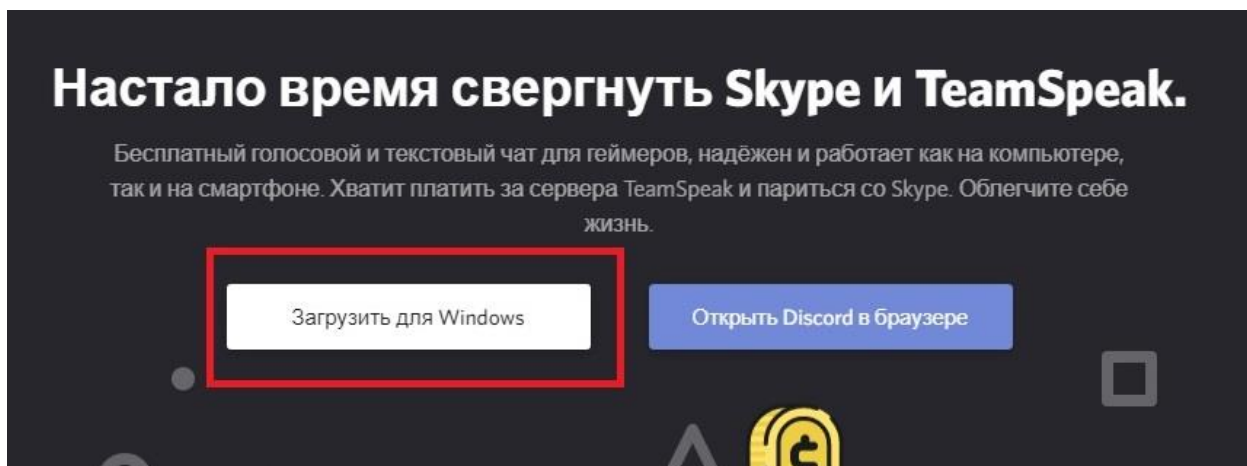 Настало время свергнуть Skype и TeamSpeak.
Бесплатный голосовой и текстовый чат для геймеров, надёжен и работает как на компьютере,
так и на смартфоне. Хватит платить за сервера TeamSpeak и париться со Skype. Облегчите себе
жизнь.
Загрузить для Windows
Открыть Discord в браузере